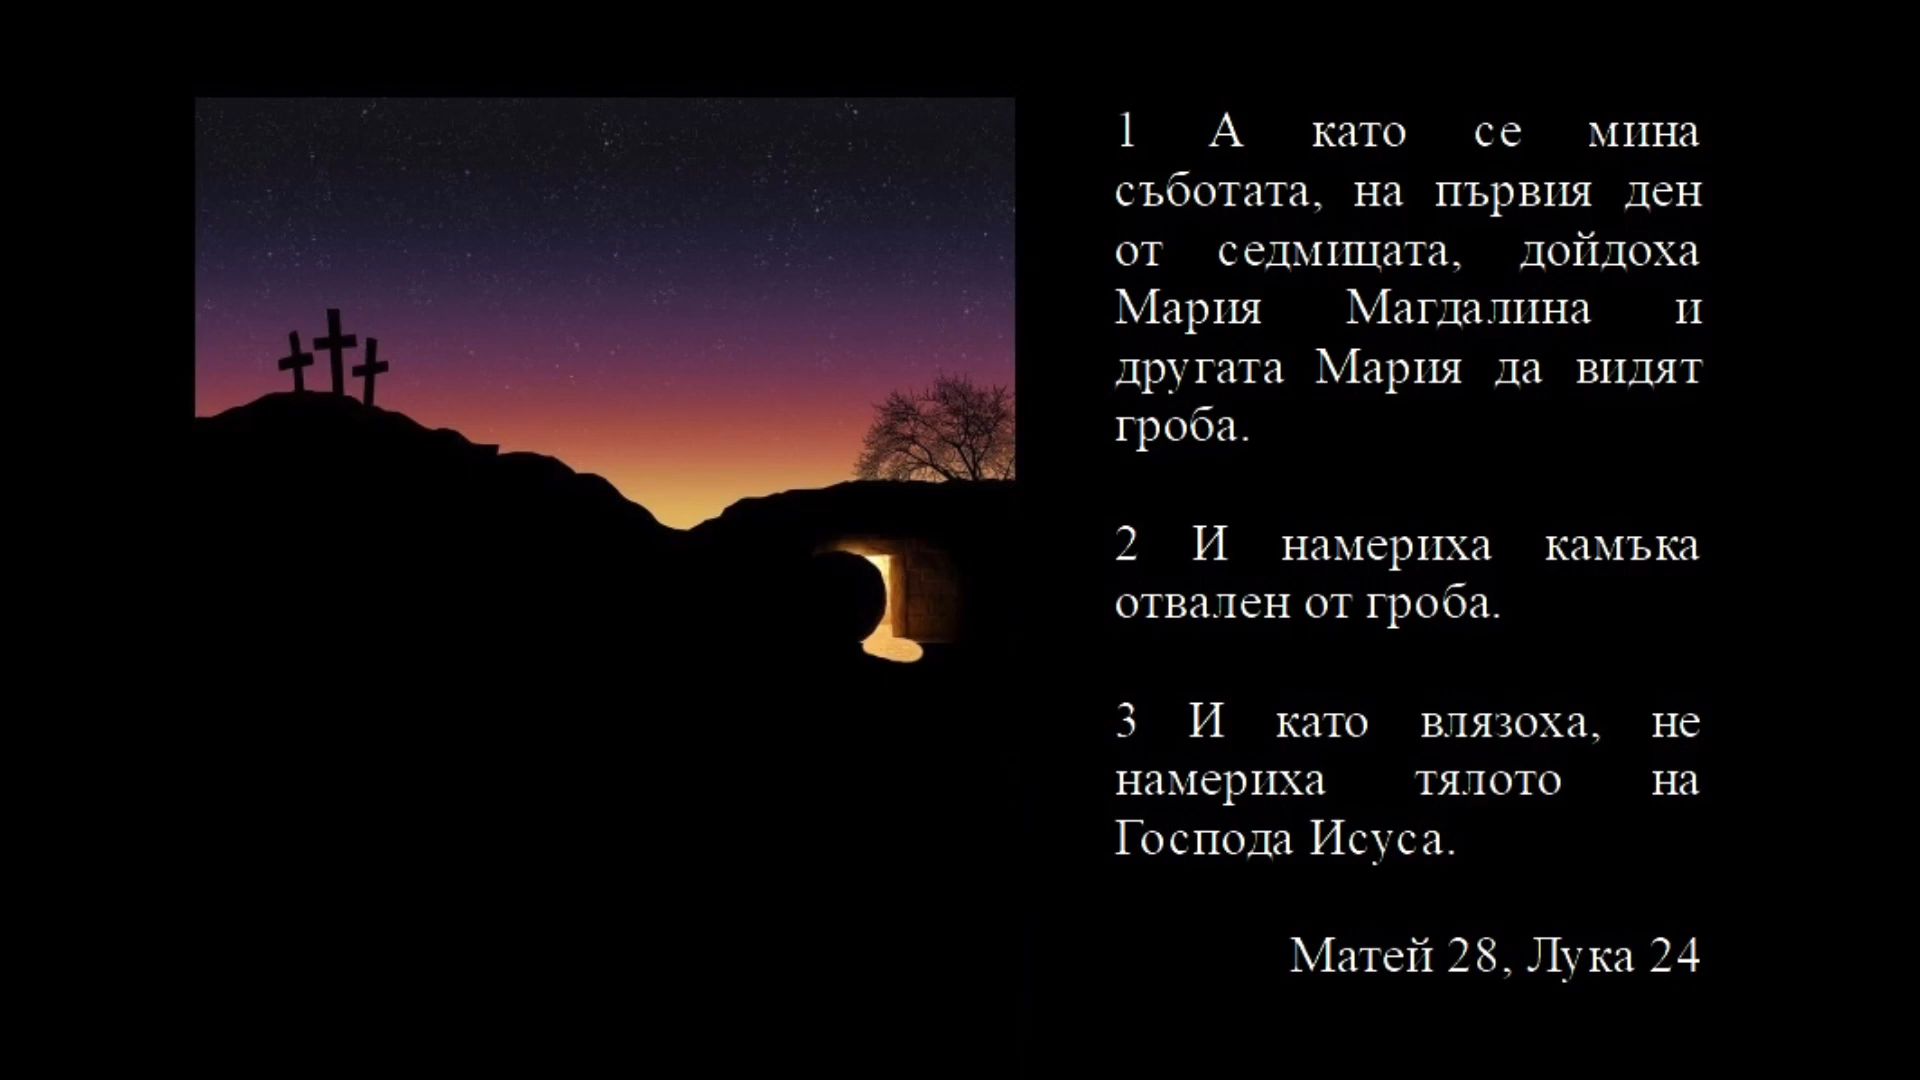 1 А като се мина
съботата, на първия ден
от седмицата, дойдоха
Мария Магдалина и
другата Мария да видят
гроба.
2 И намериха камъка
отвален от гроба.
3 И като влязоха, не
намериха тялото на
Господа Исуса.
Матей 28, Лука 24